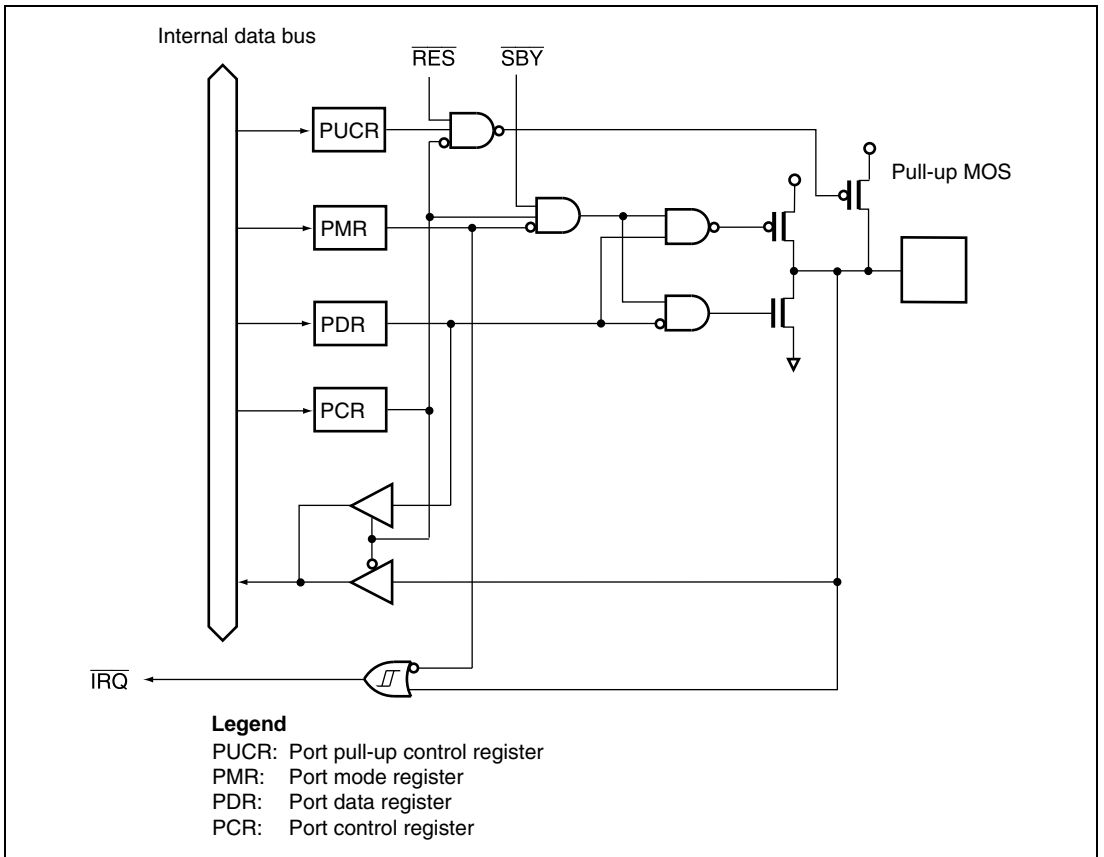 Internal data bus
RES
SBY
PUCR
Pull-up MOS
PMR
PDR
PCR
IRQ
Legend
PUCR: Port pull-up control register
PMR: Port mode register
PDR: Port data register
PCR: Port control register